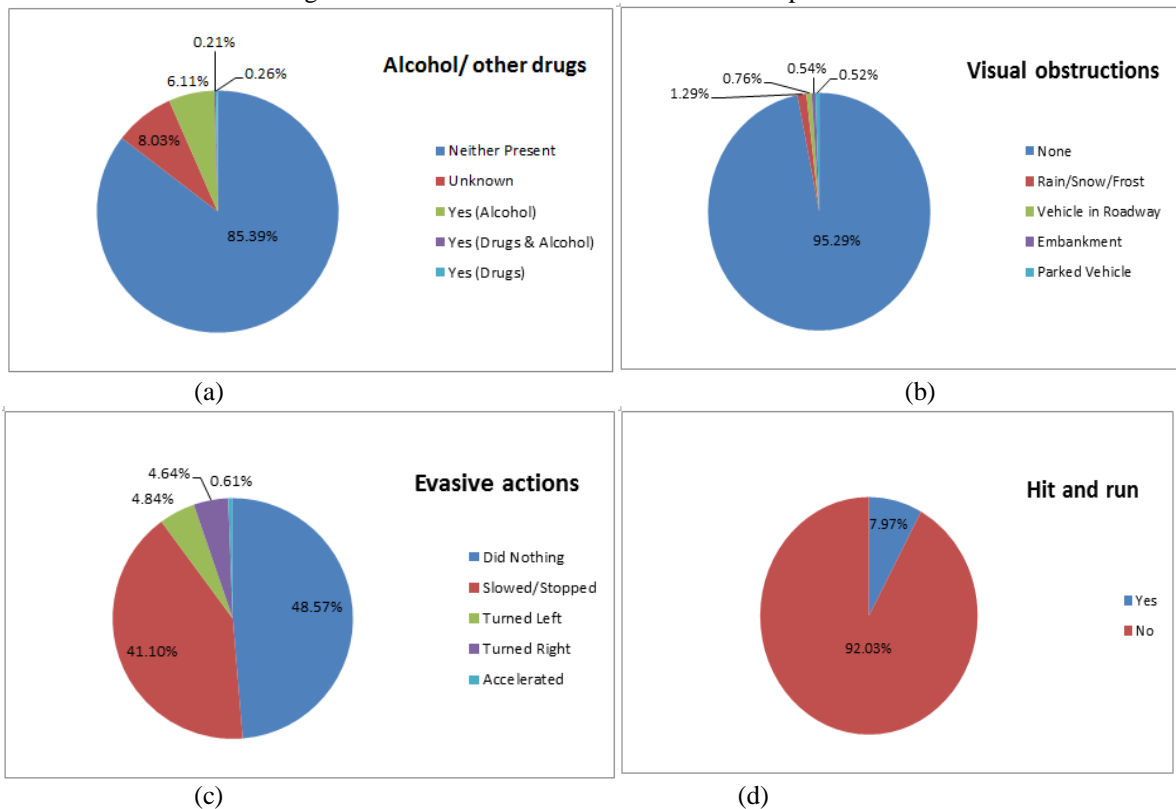 Alcohol/ other drugs
0.21%
0.26%
6.11%
8.03%
85.39%
Neither Present
Unknown
Yes (Alcohol)
Yes (Drugs & Alcohol)
Yes (Drugs)
(a)
Visual obstructions
0.54%
0.52%
0.76%
1.29%
95.29%
None
Rain/Snow/Frost
Vehicle in Roadway
Embankment
Parked Vehicle
(b)
Evasive actions
4.64%
0.61%
4.84%
48.57%
41.10%
Did Nothing
Slowed/Stopped
Turned Left
Turned Right
Accelerated
(c)
Hit and run
7.97%
92.03%
Yes
No
(d)